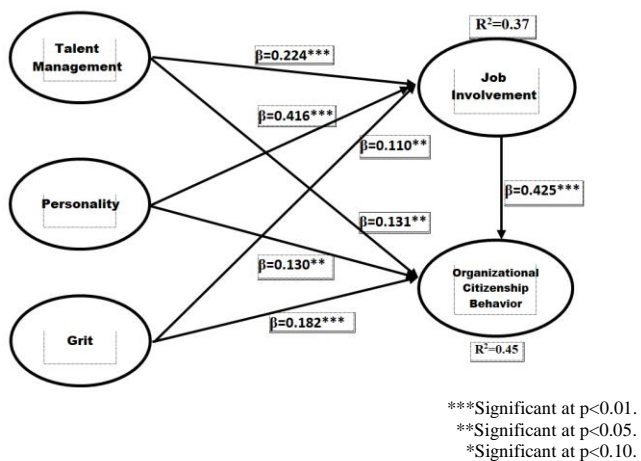 R²=0.37
Talent
Management
β=0.224***
Job
Involvement
β=0.416***
β=0.110**
Personality
β=0.425***
β=0.131**
β=0.130**
Organizational
Citizenship
Behavior
β=0.182***
Grit
R²=0.45
***Significant at p<0.01.
**Significant at p<0.05.
*Significant at p<0.10.